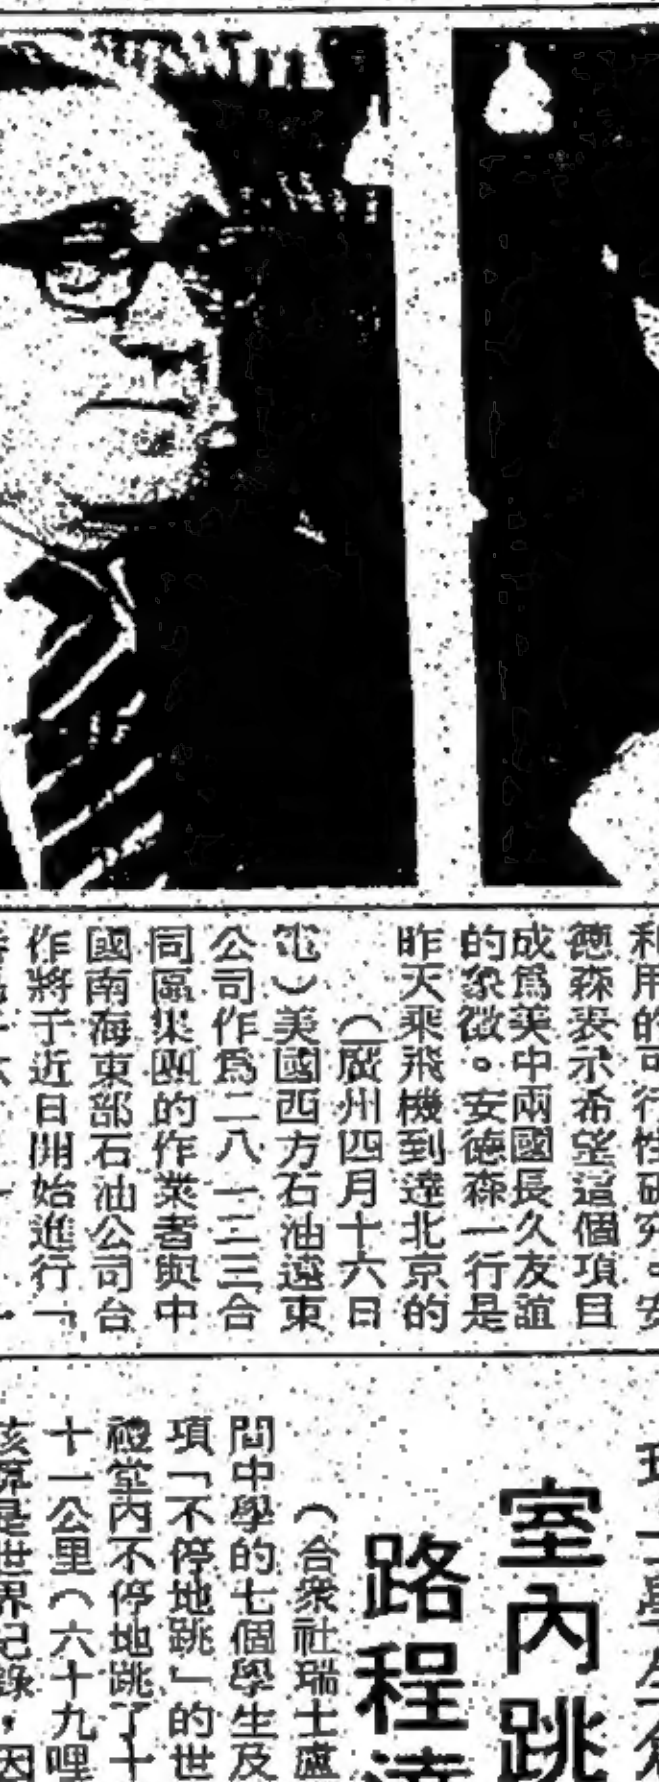 利用的可行性研究。安
德森表示希望這個項目
成爲美中兩國長久友誼
的象徵。安德森一行是
昨天乘飛機到達北京的
（廣州四月十六日
電）美國西方石油遠東
公司作爲二八一二三合
同區集團的作業者與中
國南海東部石油公司合
作將于近日開始進行「
室內跳
路程
（合衆社瑞士盧
間中學的七個學生及
項「不停地跳」的世
禮堂內不停地跳了十
十一公里（六十九哩
該算是世界記錄，因